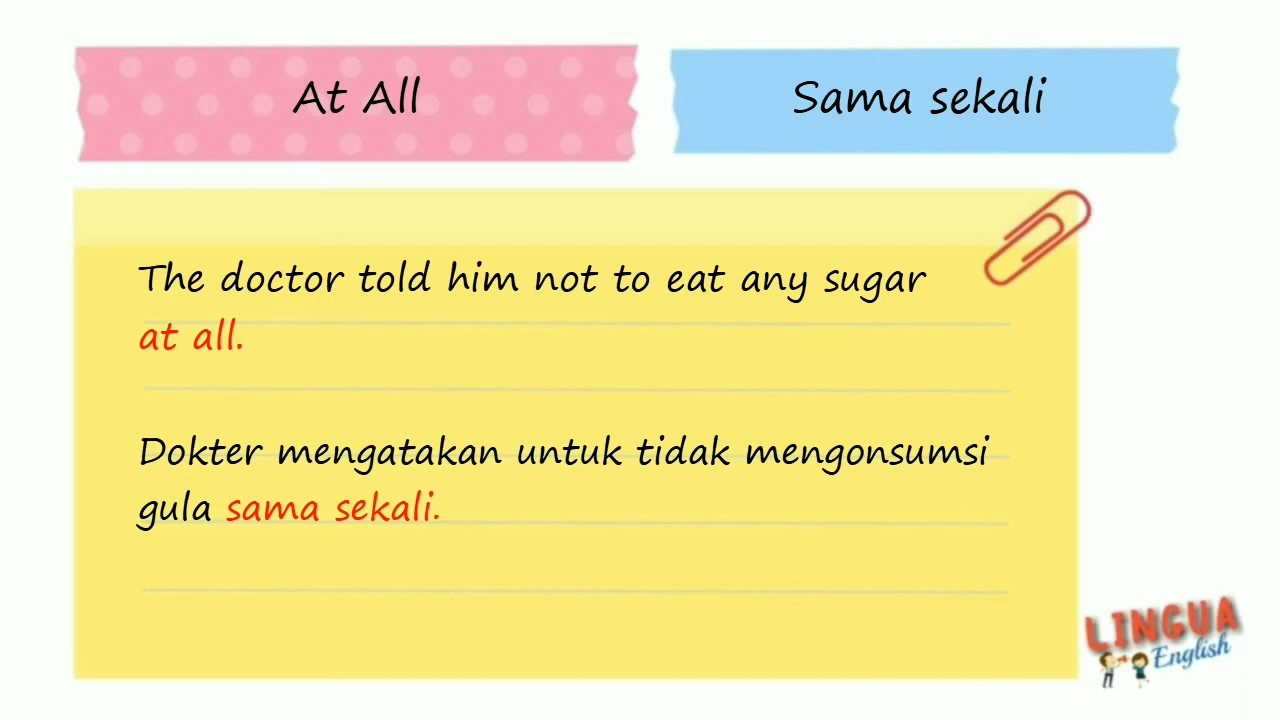 At All
Sama sekali
The doctor told him not to eat any sugar
at all.
Dokter mengatakan untuk tidak mengonsumsi
gula sama sekali.
LINGUA
English